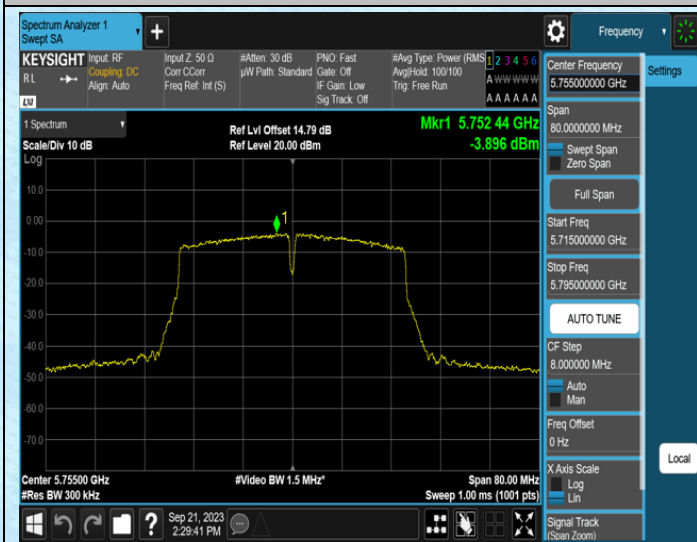 Spectrum Analyzer 1
Swept SA
Frequency
KEYSIGHT
RL
LXI
Input: RF
Coupling: DC
Align: Auto
Input Z: 50 Ω
Corr CCorr
Freq Ref: Int (S)
#Atten: 30 dB
µW Path: Standard
PNO: Fast
Gate: Off
IF Gain: Low
Sig Track: Off
#Avg Type: Power (RMS
Avg|Hold: 100/100
Trig: Free Run
1 2 3 4 5 6
A W W W W W
A A A A A A
1 Spectrum
Scale/Div 10 dB
Log
Ref Lvl Offset 14.79 dB
Ref Level 20.00 dBm
Mkr1 5.752 44 GHz
-3.896 dBm
10.0
0.00
-10.0
-20.0
-30.0
-40.0
-50.0
-60.0
-70.0
1
Center 5.75500 GHz
#Res BW 300 kHz
#Video BW 1.5 MHz*
Span 80.00 MHz
Sweep 1.00 ms (1001 pts)
?
Sep 21, 2023
2:29:41 PM
Center Frequency
5.755000000 GHz
Span
80.0000000 MHz
Swept Span
Zero Span
Full Span
Start Freq
5.715000000 GHz
Stop Freq
5.795000000 GHz
AUTO TUNE
CF Step
8.000000 MHz
Auto
Man
Freq Offset
0 Hz
X Axis Scale
Log
Lin
Signal Track
(Span Zoom)
Settings
Local